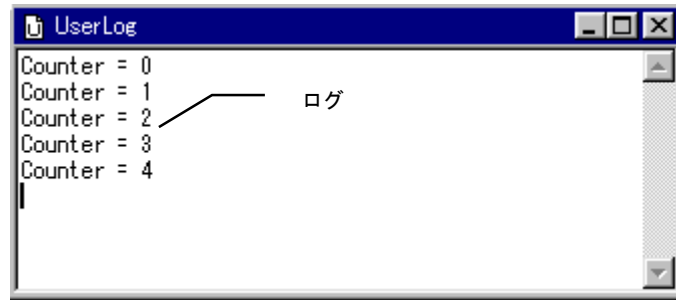 UserLog
Counter = 0
Counter = 1
Counter = 2
ログ
Counter = 3
Counter = 4